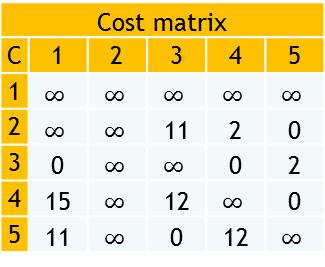 Cost matrix
C 1 2 3 4 5
1 ∞ ∞ ∞ ∞ ∞
2 ∞ ∞ 11 2 0
3 0 ∞ ∞ 0 2
4 15 ∞ 12 ∞ 0
5 11 ∞ 0 12 ∞